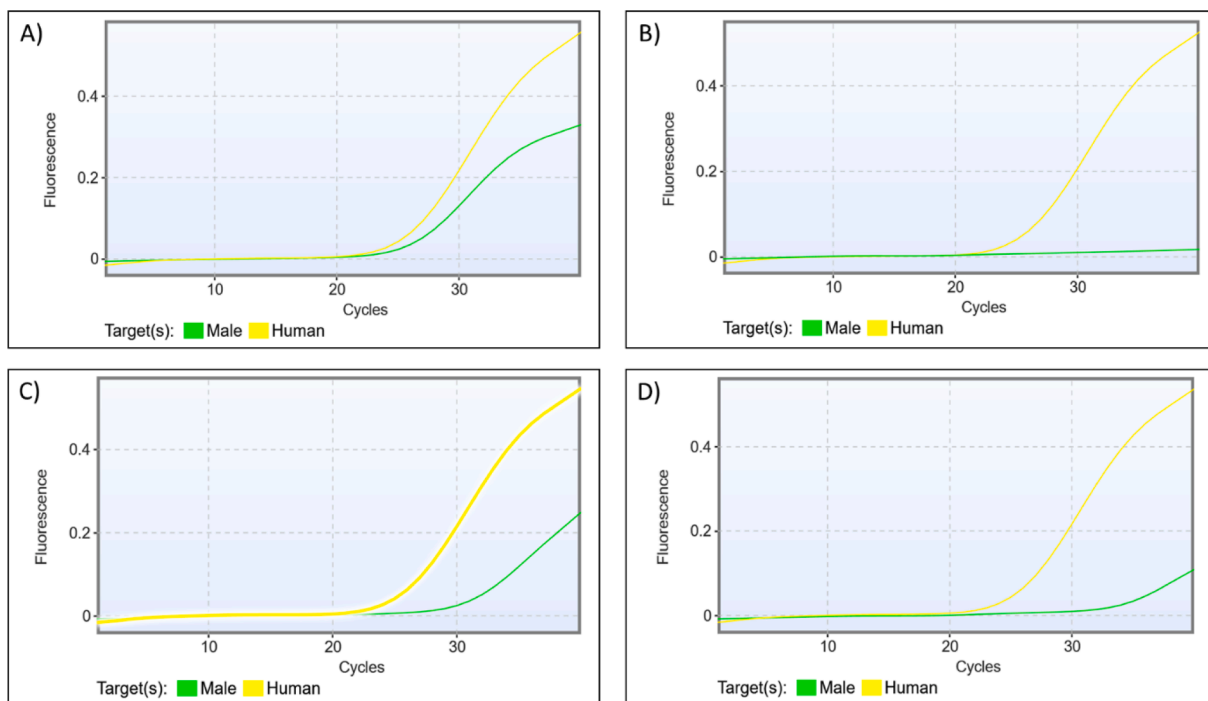 A)
Fluorescence
0.4
0.2
0
10 20 30
Cycles
Target(s): Male Human
B)
Fluorescence
0.4
0.2
0
10 20 30
Cycles
Target(s): Male Human
C)
Fluorescence
0.4
0.2
0
10 20 30
Cycles
Target(s): Male Human
D)
Fluorescence
0.4
0.2
0
10 20 30
Cycles
Target(s): Male Human